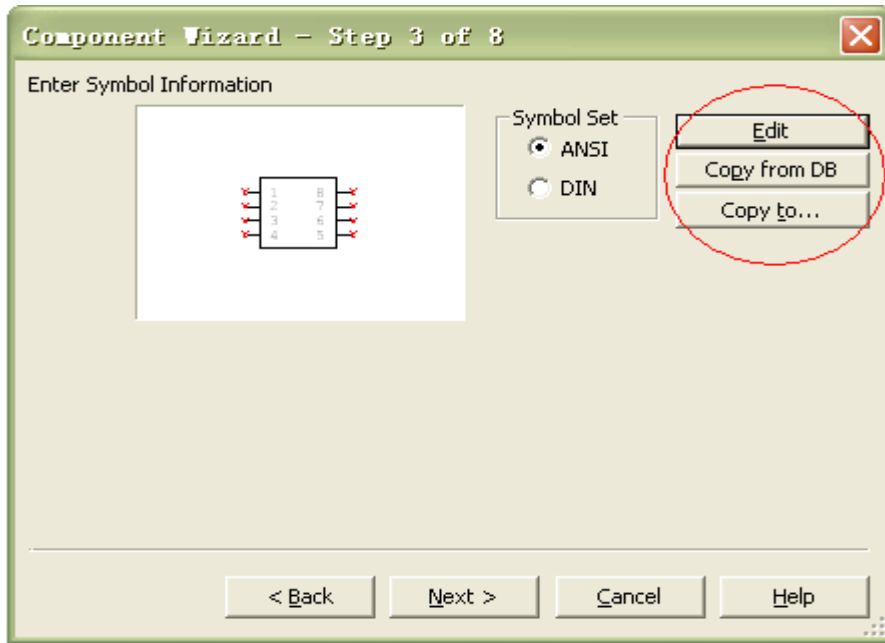 Component Wizard - Step 3 of 8
Enter Symbol Information
Symbol Set
ANSI
DIN
Edit
Copy from DB
Copy to...
1 8
2 7
3 6
4 5
< Back
Next >
Cancel
Help